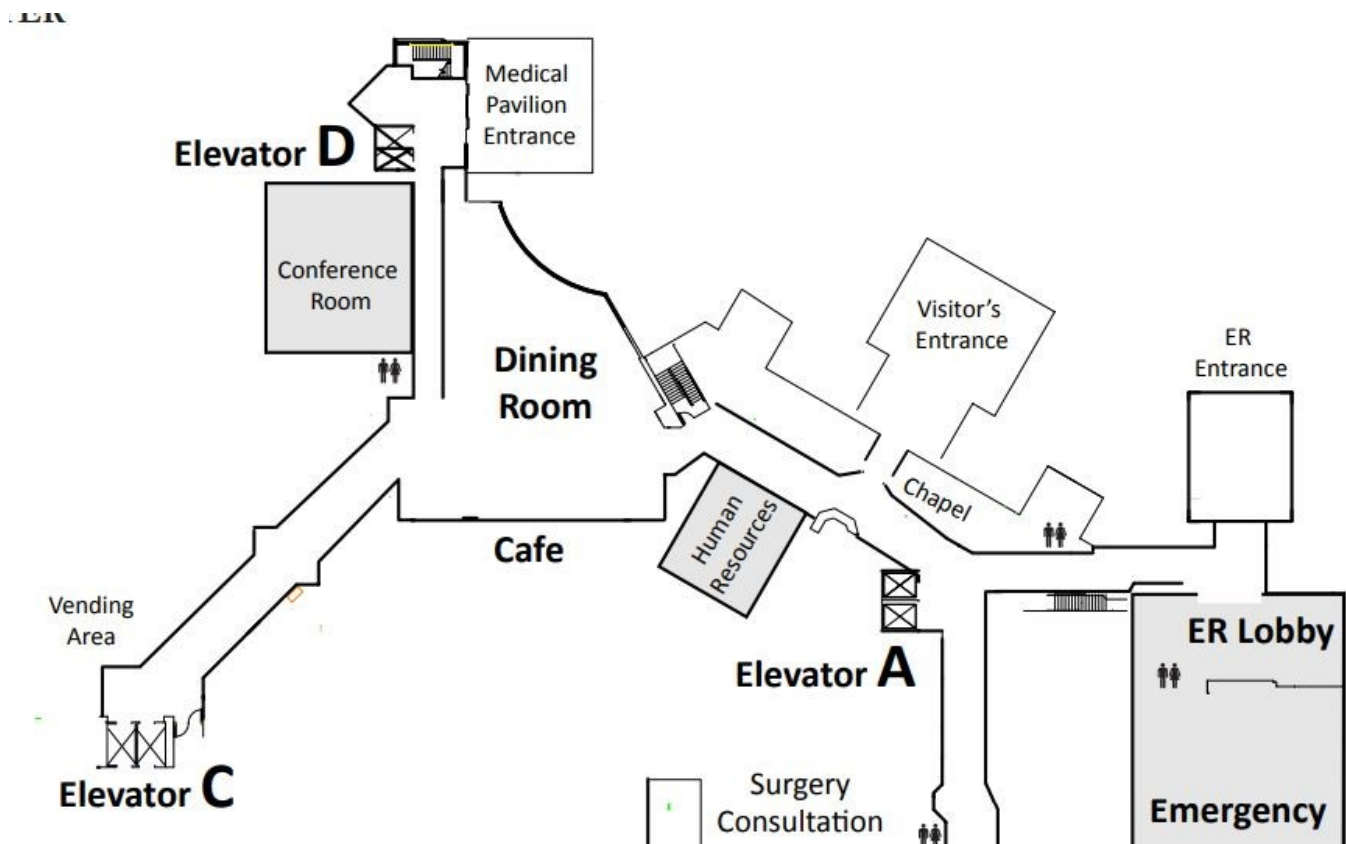 Medical
Pavilion
Entrance
Elevator D
Conference
Room
Visitor's
Entrance
ER
Entrance
Dining
Room
Chapel
Human
Resources
Cafe
Vending
Area
ER Lobby
Elevator A
Elevator C
Surgery
Consultation
Emergency